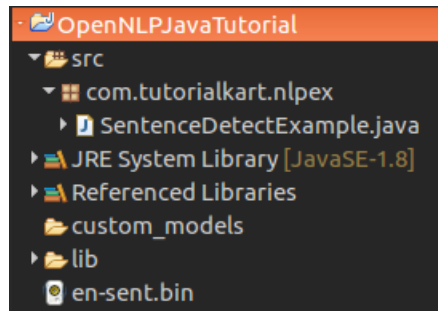 OpenNLPJavaTutorial
src
com.tutorialkart.nlpex
SentenceDetectExample.java
JRE System Library [JavaSE-1.8]
Referenced Libraries
custom_models
lib
en-sent.bin